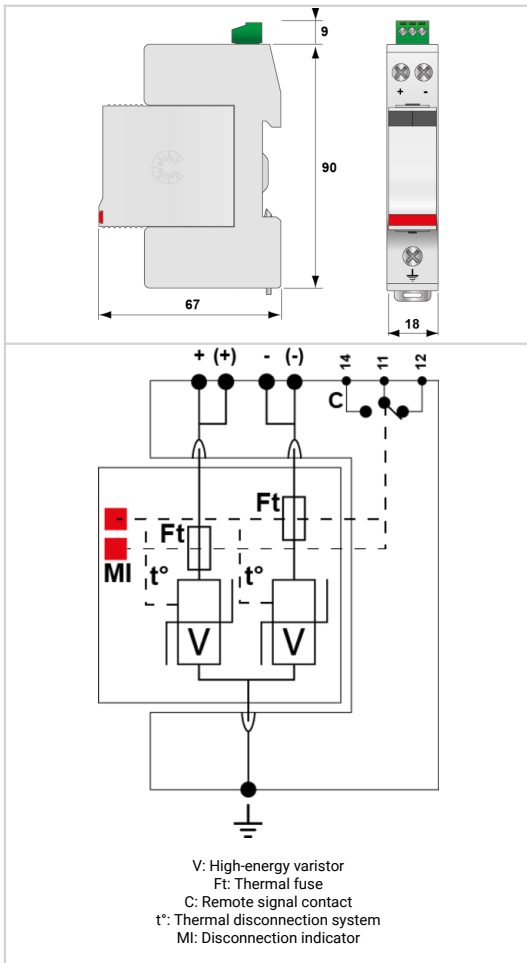 9
+ -
90
67
18
+ (+) - (-) 14 11 12
C
Ft
-
Ft
MI t° t°
V V
V: High-energy varistor
Ft: Thermal fuse
C: Remote signal contact
t°: Thermal disconnection system
MI: Disconnection indicator